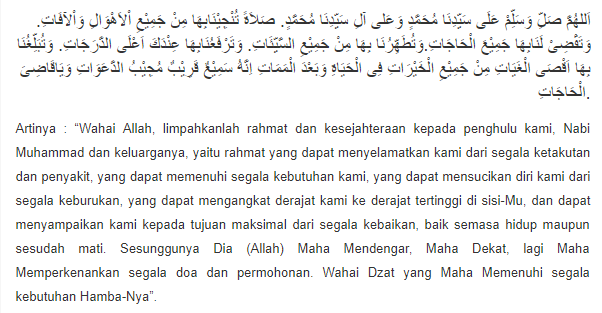 اَللهُمَّ صَلِّ وَسَلِّمْ عَلَى سَيِّدِنَا مُحَمَّدٍ وَعَلى آلِ سَيِّدِنَا مُحَمَّدٍ. صَلاَةً تُنْجِيْنَابِهَا مِنْ جَمِيْعِ اْلاَهْوَالِ وَاْلآفَاتِ.
وَتَقْضِىْ لَنَابِهَا جَمِيْعَ الْحَاجَاتِ.وَتُطَهِّرُنَا بِهَا مِنْ جَمِيْعِ السَّيِّئَاتِ. وَتَرْفَعُنَابِهَا عِنْدَكَ اَعْلَى الدَّرَجَاتِ. وَتُبَلِّغُنَا
بِهَا اَقْصَى الْغَيَاتِ مِنْ جَمِيْعِ الْخَيْرَاتِ فِى الْحَيَاةِ وَبَعْدَ الْمَمَاتِ اِنَّهُ سَمِيْعٌ قَرِيْبٌ مُجِيْبُ الدَّعَوَاتِ وَيَاقَاضِىَ
الْحَاجَاتِ.
Artinya : “Wahai Allah, limpahkanlah rahmat dan kesejahteraan kepada penghulu kami, Nabi
Muhammad dan keluarganya, yaitu rahmat yang dapat menyelamatkan kami dari segala ketakutan
dan penyakit, yang dapat memenuhi segala kebutuhan kami, yang dapat mensucikan diri kami dari
segala keburukan, yang dapat mengangkat derajat kami ke derajat tertinggi di sisi-Mu, dan dapat
menyampaikan kami kepada tujuan maksimal dari segala kebaikan, baik semasa hidup maupun
sesudah mati. Sesunggunya Dia (Allah) Maha Mendengar, Maha Dekat, lagi Maha
Memperkenankan segala doa dan permohonan. Wahai Dzat yang Maha Memenuhi segala
kebutuhan Hamba-Nya”.